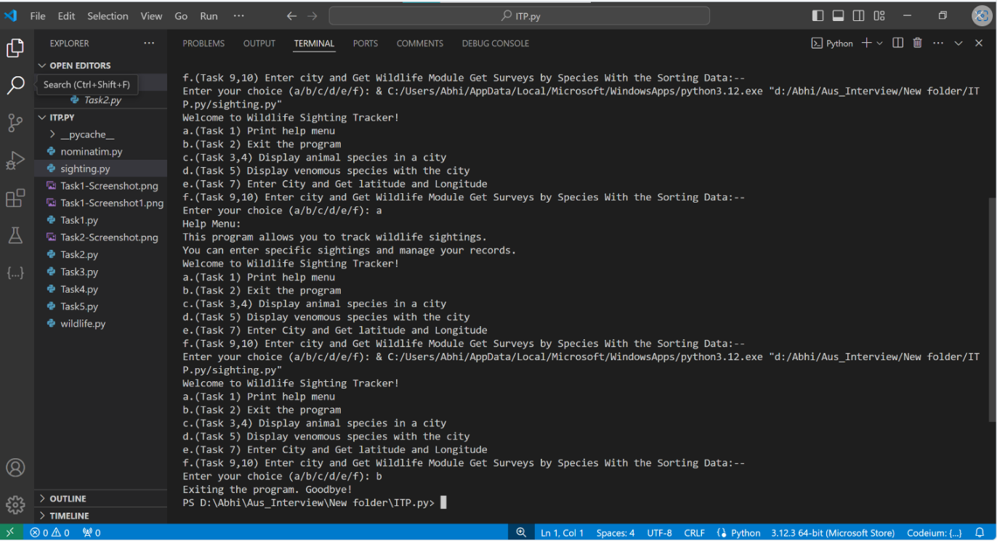 File Edit Selection View Go Run ··· ← → ITP.py
EXPLORER ···
OPEN EDITORS
Search (Ctrl+Shift+F)
Task2.py
ITP.PY
__pycache__
nominatim.py
sighting.py
Task1-Screenshot.png
Task1-Screenshot1.png
Task1.py
Task2-Screenshot.png
Task2.py
Task3.py
Task4.py
Task5.py
wildlife.py
OUTLINE
TIMELINE
PROBLEMS OUTPUT TERMINAL PORTS COMMENTS DEBUG CONSOLE Python
f.(Task 9,10) Enter city and Get Wildlife Module Get Surveys by Species With the Sorting Data:--
Enter your choice (a/b/c/d/e/f): & C:/Users/Abhi/AppData/Local/Microsoft/WindowsApps/python3.12.exe "d:/Abhi/Aus_Interview/New folder/IT
P.py/sighting.py"
Welcome to Wildlife Sighting Tracker!
a.(Task 1) Print help menu
b.(Task 2) Exit the program
c.(Task 3,4) Display animal species in a city
d.(Task 5) Display venomous species with the city
e.(Task 7) Enter City and Get latitude and Longitude
f.(Task 9,10) Enter city and Get Wildlife Module Get Surveys by Species With the Sorting Data:--
Enter your choice (a/b/c/d/e/f): a
Help Menu:
This program allows you to track wildlife sightings.
You can enter specific sightings and manage your records.
Welcome to Wildlife Sighting Tracker!
a.(Task 1) Print help menu
b.(Task 2) Exit the program
c.(Task 3,4) Display animal species in a city
d.(Task 5) Display venomous species with the city
e.(Task 7) Enter City and Get latitude and Longitude
f.(Task 9,10) Enter city and Get Wildlife Module Get Surveys by Species With the Sorting Data:--
Enter your choice (a/b/c/d/e/f): & C:/Users/Abhi/AppData/Local/Microsoft/WindowsApps/python3.12.exe "d:/Abhi/Aus_Interview/New folder/IT
P.py/sighting.py"
Welcome to Wildlife Sighting Tracker!
a.(Task 1) Print help menu
b.(Task 2) Exit the program
c.(Task 3,4) Display animal species in a city
d.(Task 5) Display venomous species with the city
e.(Task 7) Enter City and Get latitude and Longitude
f.(Task 9,10) Enter city and Get Wildlife Module Get Surveys by Species With the Sorting Data:--
Enter your choice (a/b/c/d/e/f): b
Exiting the program. Goodbye!
PS D:\Abhi\Aus_Interview\New folder\ITP.py>
0 0 0 Ln 1, Col 1 Spaces: 4 UTF-8 CRLF Python 3.12.3 64-bit (Microsoft Store) Codeium: {...}